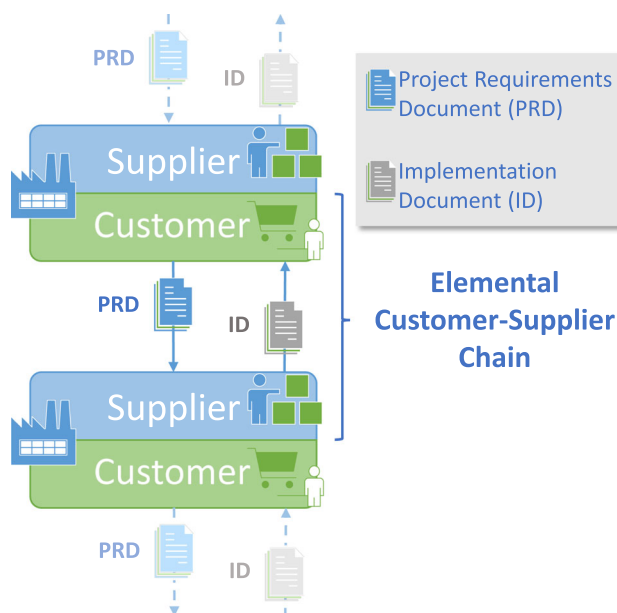 PRD
ID
Project Requirements
Document (PRD)
Implementation
Document (ID)
Supplier
Customer
PRD
ID
Elemental
Customer-Supplier
Chain
Supplier
Customer
PRD
ID